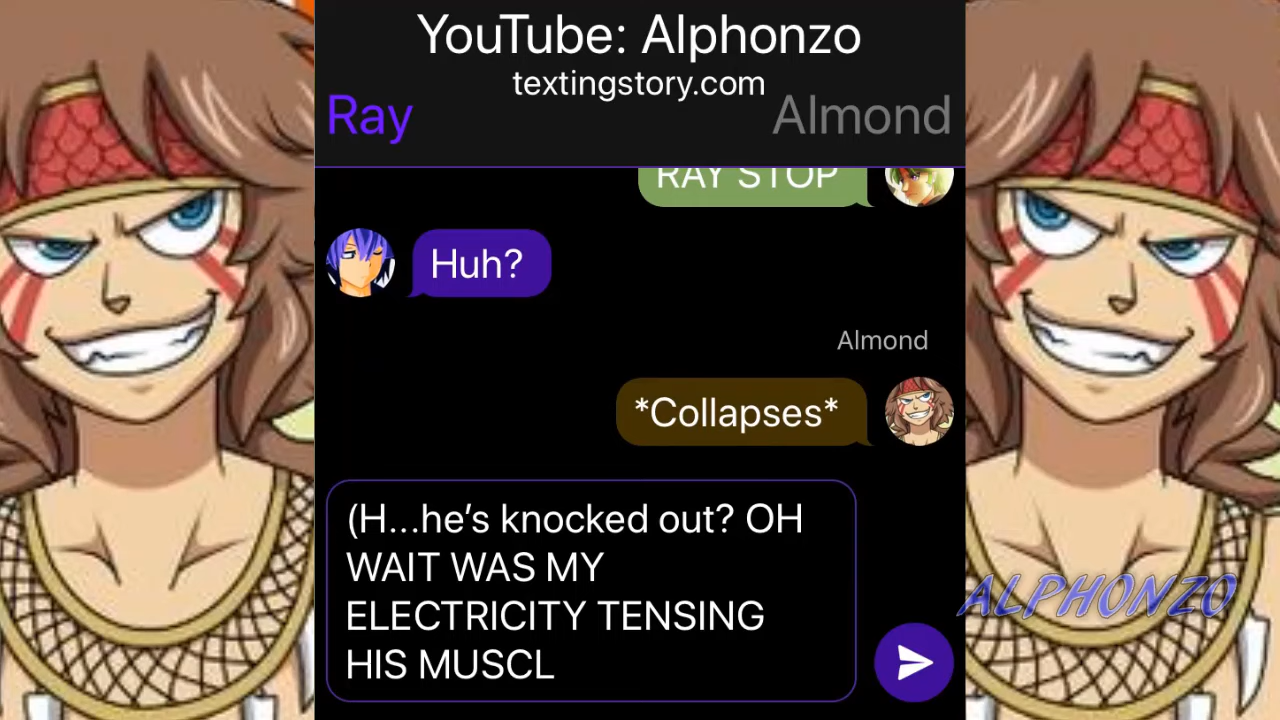 YouTube: Alphonzo
textingstory.com
Ray
Almond
RAY STOP
Huh?
Almond
*Collapses*
(H...he's knocked out? OH
WAIT WAS MY
ELECTRICITY TENSING
HIS MUSCL
ALPHONZO